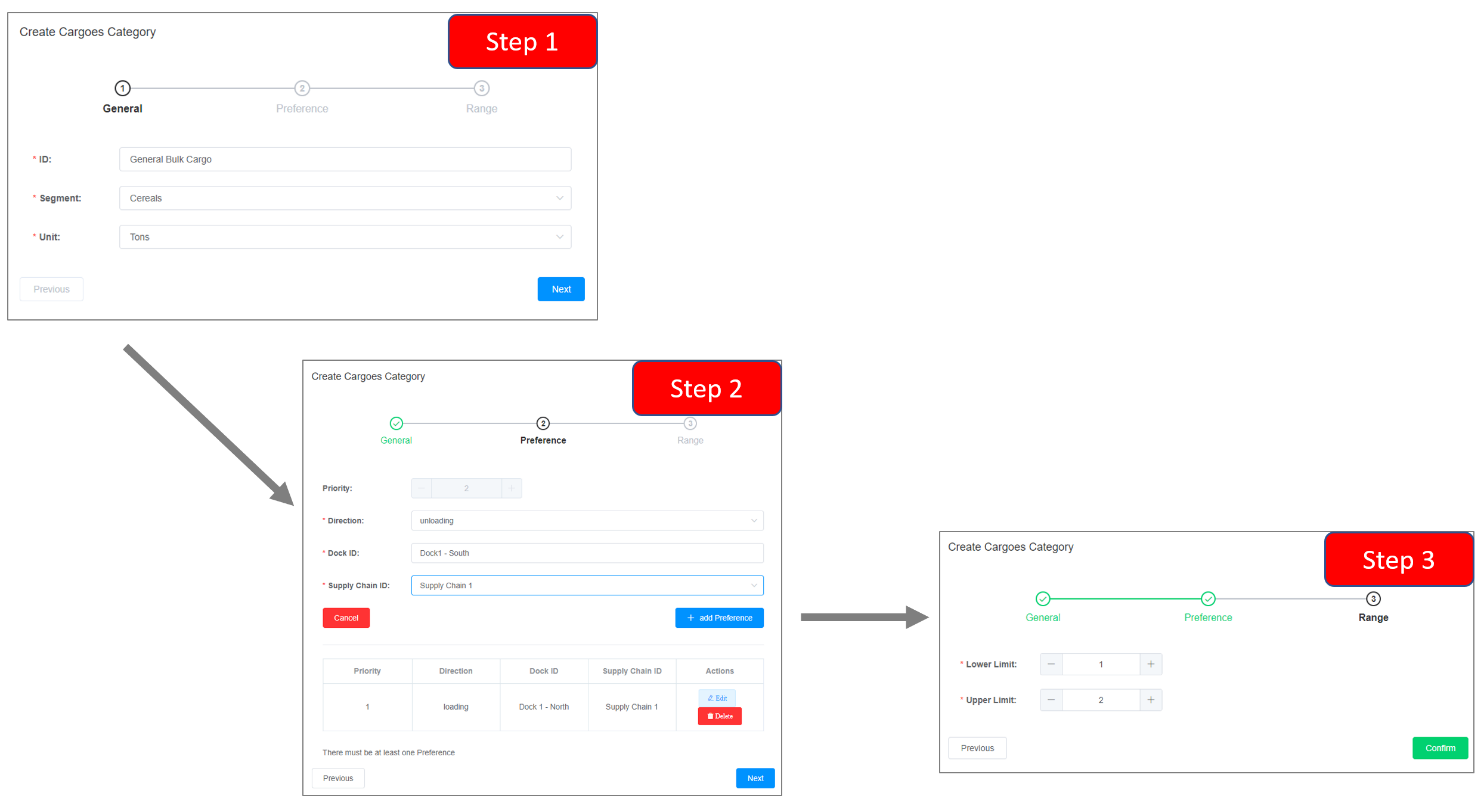 Create Cargoes Category
Step 1
1 2 3
General Preference Range
* ID: General Bulk Cargo
* Segment: Cereals
* Unit: Tons
Previous Next
Create Cargoes Category
Step 2
2 3
General Preference Range
Priority: − 2 +
* Direction: unloading
* Dock ID: Dock1 - South
* Supply Chain ID: Supply Chain 1
Cancel + add Preference
Priority Direction Dock ID Supply Chain ID Actions
1 loading Dock 1 - North Supply Chain 1 Edit
Delete
There must be at least one Preference
Previous Next
Create Cargoes Category
Step 3
3
General Preference Range
* Lower Limit: − 1 +
* Upper Limit: − 2 +
Previous Confirm